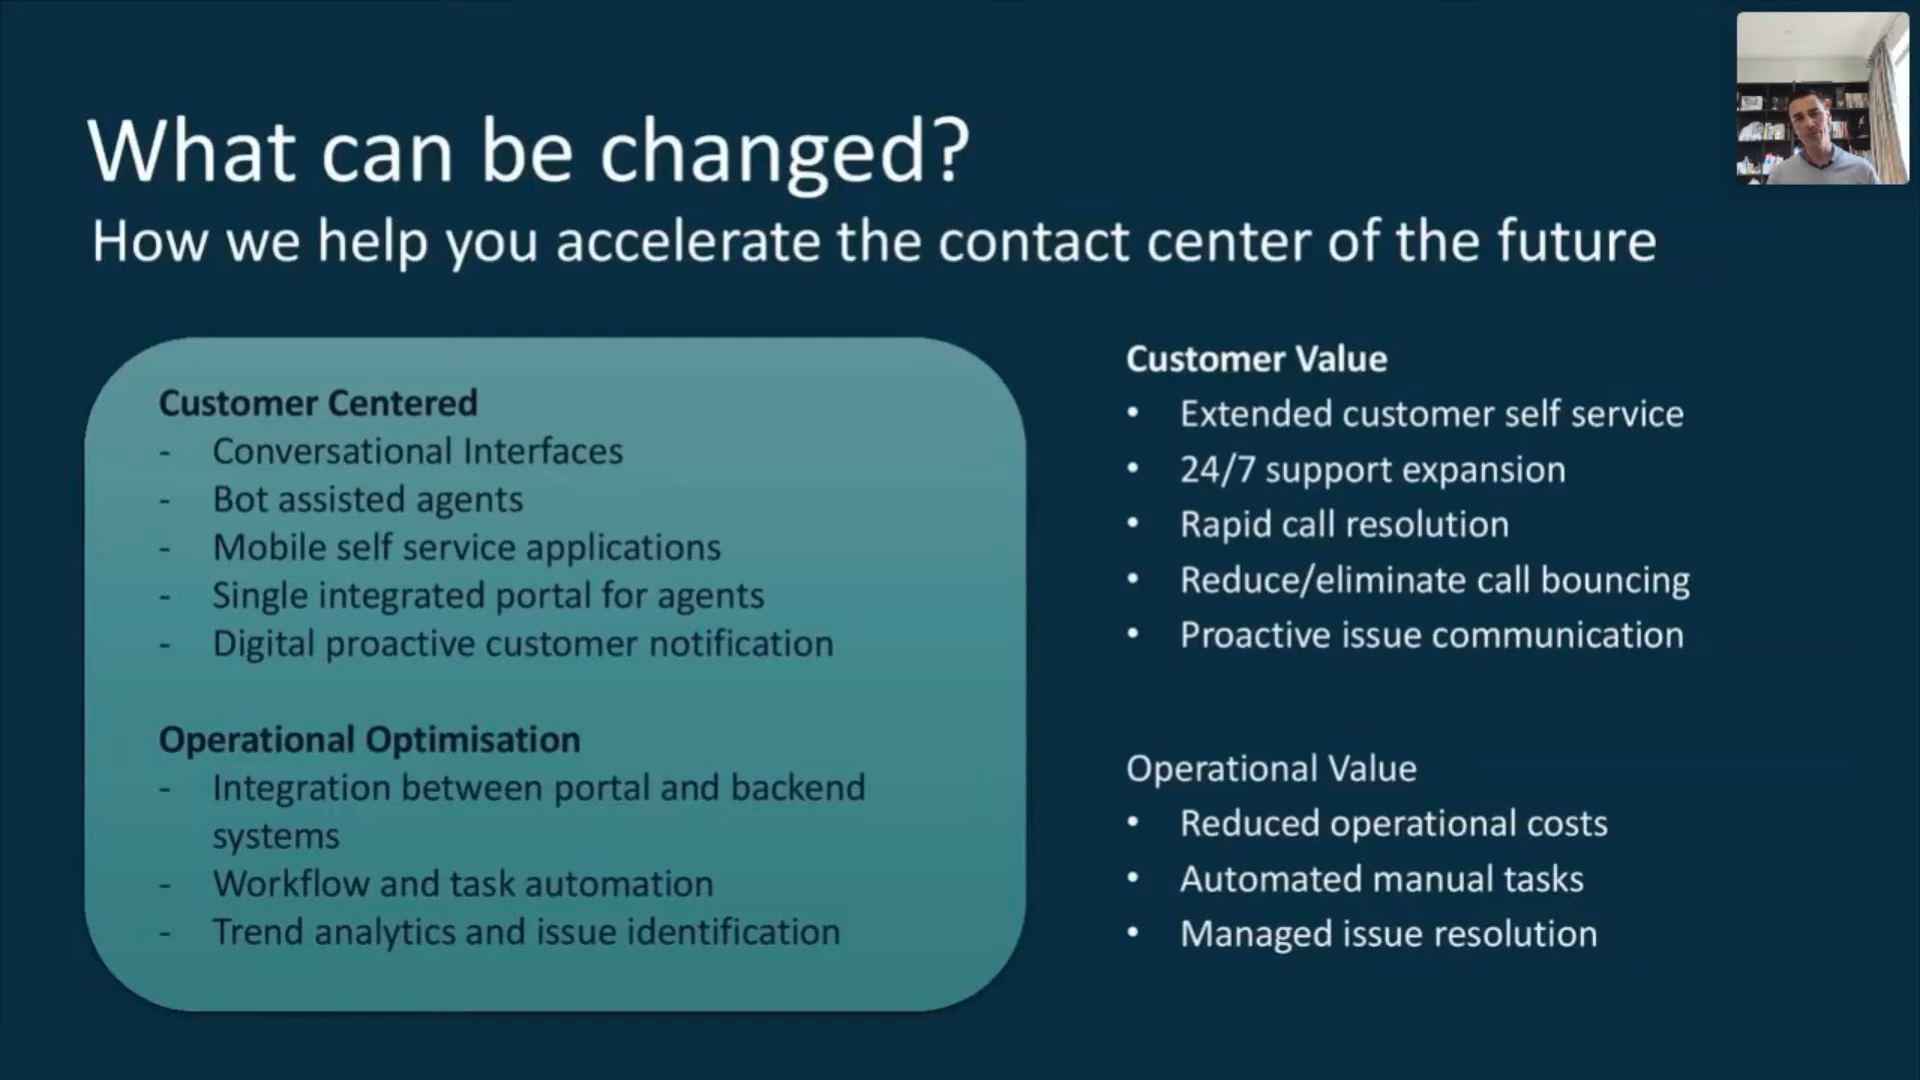 What can be changed?
How we help you accelerate the contact center of the future
Customer Centered
- Conversational Interfaces
- Bot assisted agents
- Mobile self service applications
- Single integrated portal for agents
- Digital proactive customer notification
Operational Optimisation
- Integration between portal and backend
systems
- Workflow and task automation
- Trend analytics and issue identification
Customer Value
• Extended customer self service
• 24/7 support expansion
• Rapid call resolution
• Reduce/eliminate call bouncing
• Proactive issue communication
Operational Value
• Reduced operational costs
• Automated manual tasks
• Managed issue resolution